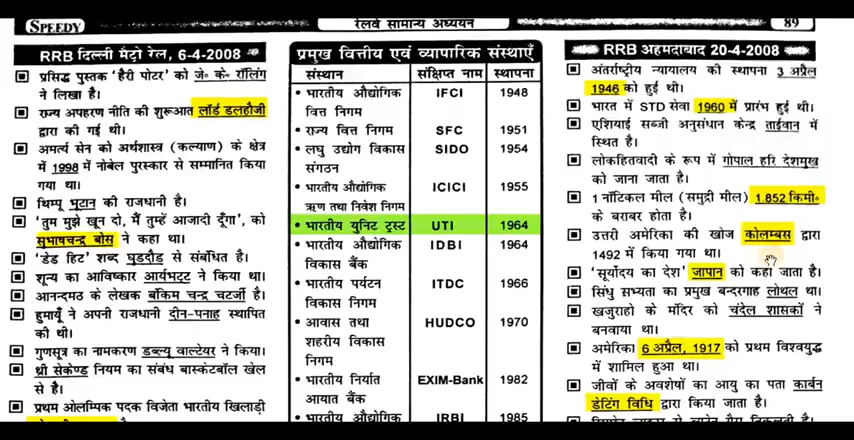 SPEEDY
रेलवे सामान्य अध्ययन
89
RRB दिल्ली मैट्रो रेल, 6-4-2008
प्रसिद्ध पुस्तक 'हैरी पोटर' को जे० के० रॉलिंग
ने लिखा है।
राज्य अपहरण नीति की शुरूआत लॉर्ड डलहौजी
द्वारा की गई थी।
अमर्त्य सेन को अर्थशास्त्र (कल्याण) के क्षेत्र
में 1998 में नोबेल पुरस्कार से सम्मानित किया
गया था।
थिम्पू भूटान की राजधानी है।
'तुम मुझे खून दो, मैं तुम्हें आजादी दूँगा', को
सुभाषचन्द्र बोस ने कहा था।
'डेड हिट' शब्द घुडदौड़ से संबंधित है।
शून्य का आविष्कार आर्यभट्ट ने किया था।
आनन्दमठ के लेखक बंकिम चन्द्र चटर्जी है।
हुमायूँ ने अपनी राजधानी दीन-पनाह स्थापित
की थी।
गुणसूत्र का नामकरण डब्ल्यू वाल्टेयर ने किया।
थ्री सेकेण्ड नियम का संबंध बास्केटबॉल खेल
से है।
प्रथम ओलम्पिक पदक विजेता भारतीय खिलाड़ी
प्रमुख वित्तीय एवं व्यापारिक संस्थाएँ
संस्थान संक्षिप्त नाम स्थापना
• भारतीय औद्योगिक IFCI 1948
वित्त निगम
• राज्य वित्त निगम SFC 1951
• लघु उद्योग विकास SIDO 1954
संगठन
• भारतीय औद्योगिक ICICI 1955
ऋण तथा निवेश निगम
• भारतीय यूनिट ट्रस्ट UTI 1964
• भारतीय औद्योगिक IDBI 1964
विकास बैंक
• भारतीय पर्यटन ITDC 1966
विकास निगम
• आवास तथा HUDCO 1970
शहरीय विकास
निगम
• भारतीय निर्यात EXIM-Bank 1982
आयात बैंक
• भारतीय औद्योगिक IRBI 1985
RRB अहमदाबाद 20-4-2008
अंतर्राष्ट्रीय न्यायालय की स्थापना 3 अप्रैल
1946 को हुई थी।
भारत में STD सेवा 1960 में प्रारंभ हुई थी।
एशियाई सब्जी अनुसंधान केन्द्र ताईवान में
स्थित है।
लोकहितवादी के रूप में गोपाल हरि देशमुख
को जाना जाता है।
1 नॉटिकल मील (समुद्री मील) 1.852 किमी०
के बराबर होता है।
उत्तरी अमेरिका की खोज कोलम्बस द्वारा
1492 में किया गया था।
'सूर्योदय का देश' जापान को कहा जाता है।
सिंधु सभ्यता का प्रमुख बन्दरगाह लोथल था।
खजुराहो के मंदिर को चंदेल शासकों ने
बनवाया था।
अमेरिका 6 अप्रैल, 1917 को प्रथम विश्वयुद्ध
में शामिल हुआ था।
जीवों के अवशेषों का आयु का पता कार्बन
डेटिंग विधि द्वारा किया जाता है।